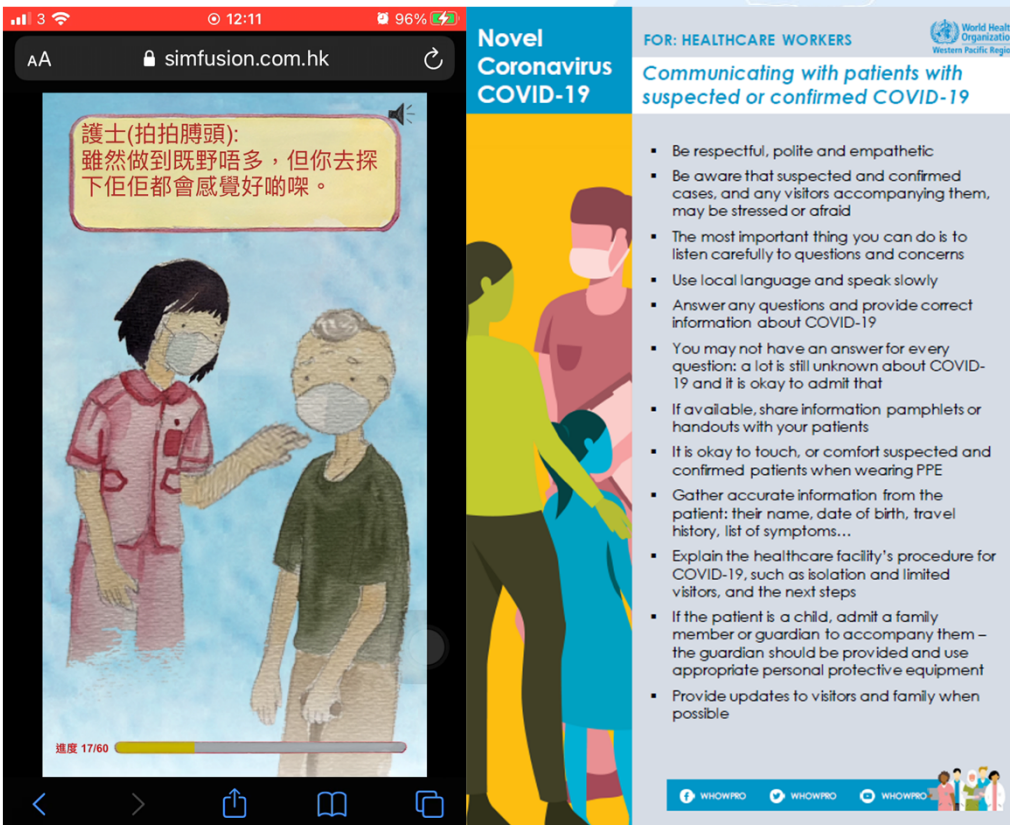 3
12:11
96%
AA
simfusion.com.hk
護士(拍拍膊頭):
雖然做到既野唔多，但你去探
下佢佢都會感覺好啲㗎。
進度 17/60
Novel
Coronavirus
COVID-19
FOR: HEALTHCARE WORKERS
World Healt
Organizatio
Western Pacific Regio
Communicating with patients with
suspected or confirmed COVID-19
▪ Be respectful, polite and empathetic
▪ Be aware that suspected and confirmed
cases, and any visitors accompanying them,
may be stressed or afraid
▪ The most important thing you can do is to
listen carefully to questions and concerns
▪ Use local language and speak slowly
▪ Answer any questions and provide correct
information about COVID-19
▪ You may not have an answer for every
question: a lot is still unknown about COVID-
19 and it is okay to admit that
▪ If available, share information pamphlets or
handouts with your patients
▪ It is okay to touch, or comfort suspected and
confirmed patients when wearing PPE
▪ Gather accurate information from the
patient: their name, date of birth, travel
history, list of symptoms…
▪ Explain the healthcare facility's procedure for
COVID-19, such as isolation and limited
visitors, and the next steps
▪ If the patient is a child, admit a family
member or guardian to accompany them –
the guardian should be provided and use
appropriate personal protective equipment
▪ Provide updates to visitors and family when
possible
WHOWPRO
WHOWPRO
WHOWPRO